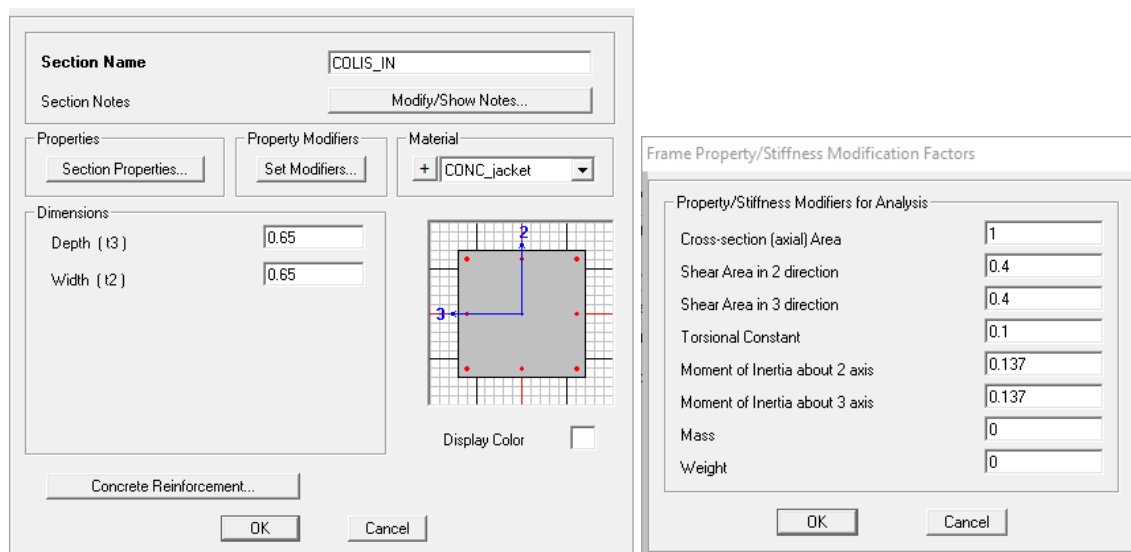 Section Name COLIS_IN
Section Notes Modify/Show Notes...
Properties Property Modifiers Material
Section Properties... Set Modifiers... + CONC_jacket
Dimensions
Depth ( t3 ) 0.65
Width ( t2 ) 0.65
2
3
Display Color
Concrete Reinforcement...
OK Cancel
Frame Property/Stiffness Modification Factors
Property/Stiffness Modifiers for Analysis
Cross-section (axial) Area 1
Shear Area in 2 direction 0.4
Shear Area in 3 direction 0.4
Torsional Constant 0.1
Moment of Inertia about 2 axis 0.137
Moment of Inertia about 3 axis 0.137
Mass 0
Weight 0
OK Cancel